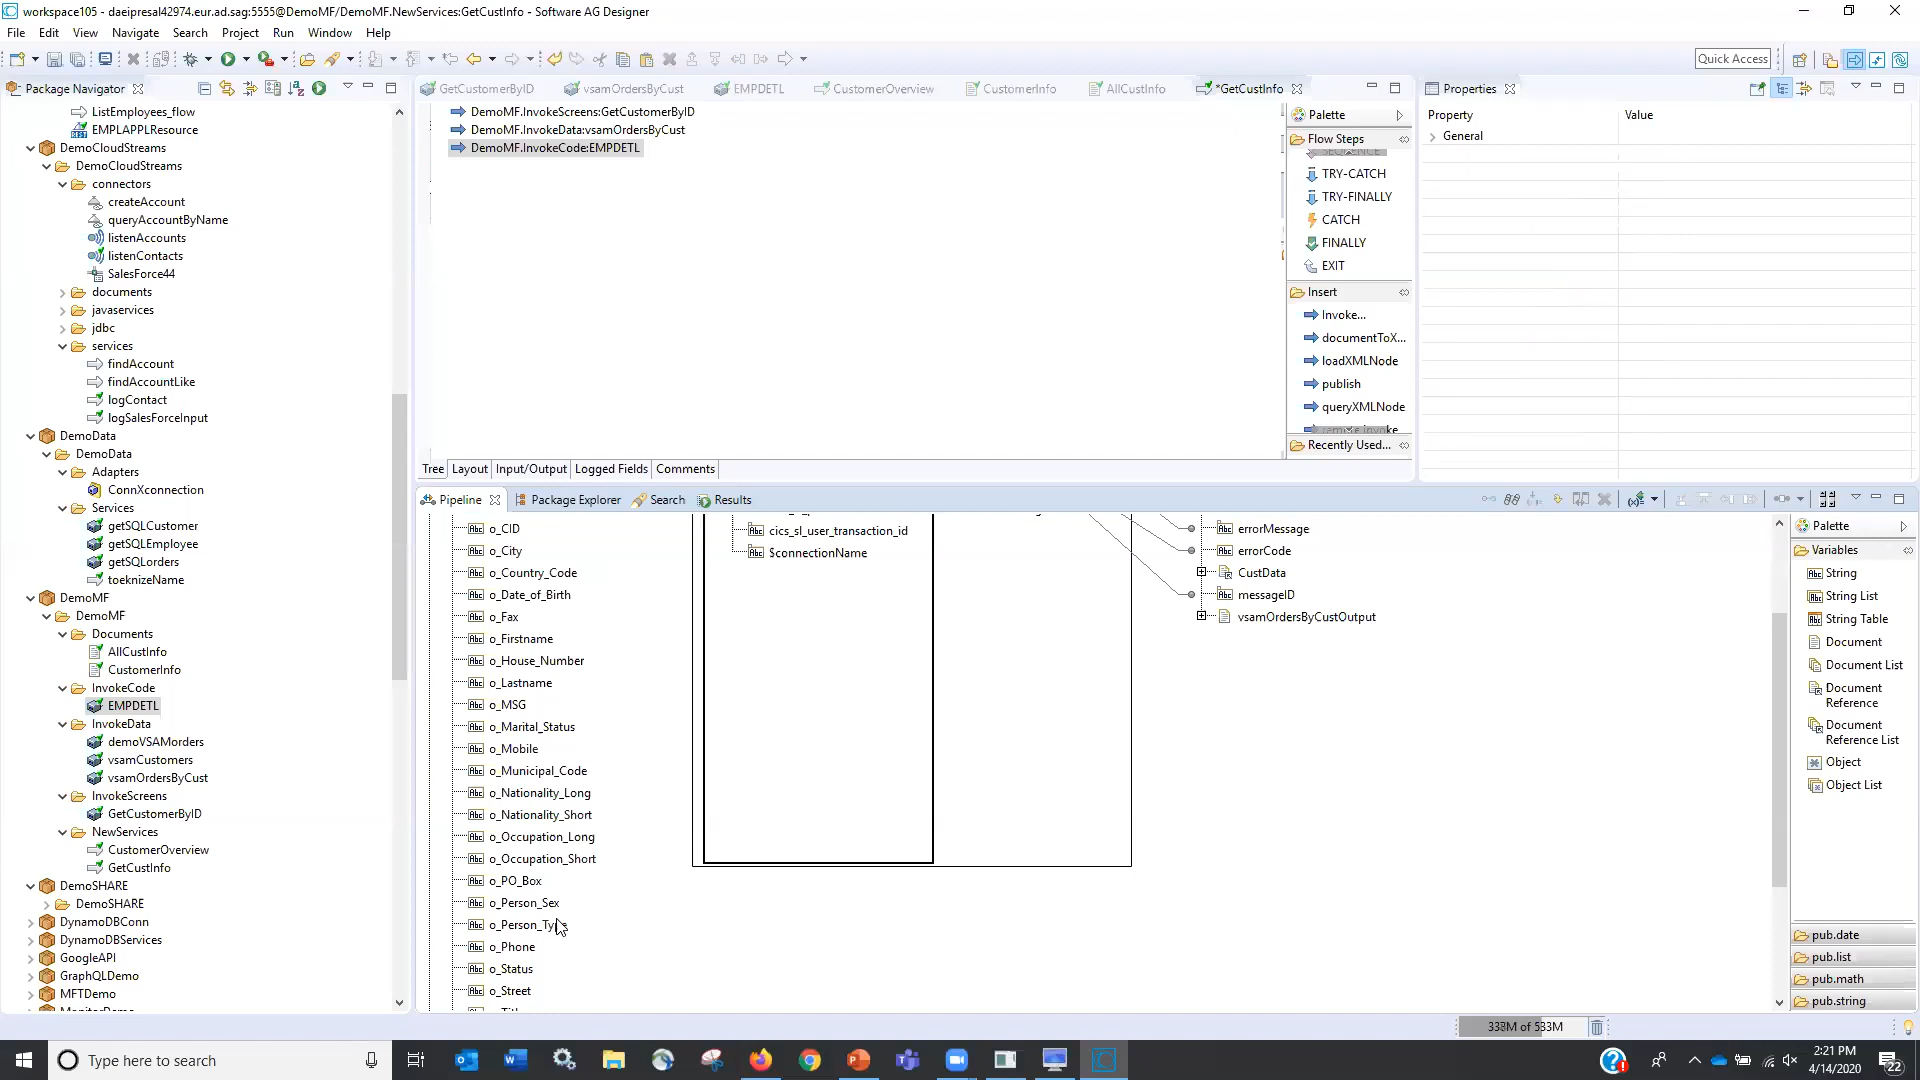 workspace105 - daeipresal42974.eur.ad.sag:5555@DemoMF/DemoMF.NewServices:GetCustInfo - Software AG Designer
File Edit View Navigate Search Project Run Window Help
Quick Access
Package Navigator
ListEmployees_flow
EMPLAPPLResource
DemoCloudStreams
DemoCloudStreams
connectors
createAccount
queryAccountByName
listenAccounts
listenContacts
SalesForce44
documents
javaservices
jdbc
services
findAccount
findAccountLike
logContact
logSalesForceInput
DemoData
DemoData
Adapters
ConnXconnection
Services
getSQLCustomer
getSQLEmployee
getSQLorders
toeknizeName
DemoMF
DemoMF
Documents
AllCustInfo
CustomerInfo
InvokeCode
EMPDETL
InvokeData
demoVSAMorders
vsamCustomers
vsamOrdersByCust
InvokeScreens
GetCustomerByID
NewServices
CustomerOverview
GetCustInfo
DemoSHARE
DemoSHARE
DynamoDBConn
DynamoDBServices
GoogleAPI
GraphQLDemo
MFTDemo
GetCustomerByID vsamOrdersByCust EMPDETL CustomerOverview CustomerInfo AllCustInfo *GetCustInfo
DemoMF.InvokeScreens:GetCustomerByID
DemoMF.InvokeData:vsamOrdersByCust
DemoMF.InvokeCode:EMPDETL
Palette
Flow Steps
SEQUENCE
TRY-CATCH
TRY-FINALLY
CATCH
FINALLY
EXIT
Insert
Invoke...
documentToX...
loadXMLNode
publish
queryXMLNode
Recently Used...
Tree Layout Input/Output Logged Fields Comments
Properties
Property Value
General
Pipeline Package Explorer Search Results
o_CID
o_City
o_Country_Code
o_Date_of_Birth
o_Fax
o_Firstname
o_House_Number
o_Lastname
o_MSG
o_Marital_Status
o_Mobile
o_Municipal_Code
o_Nationality_Long
o_Nationality_Short
o_Occupation_Long
o_Occupation_Short
o_PO_Box
o_Person_Sex
o_Person_Type
o_Phone
o_Status
o_Street
cics_sl_user_transaction_id
$connectionName
errorMessage
errorCode
CustData
messageID
vsamOrdersByCustOutput
Palette
Variables
String
String List
String Table
Document
Document List
Document
Reference
Document
Reference List
Object
Object List
pub.date
pub.list
pub.math
pub.string
Type here to search
2:21 PM
4/14/2020
22